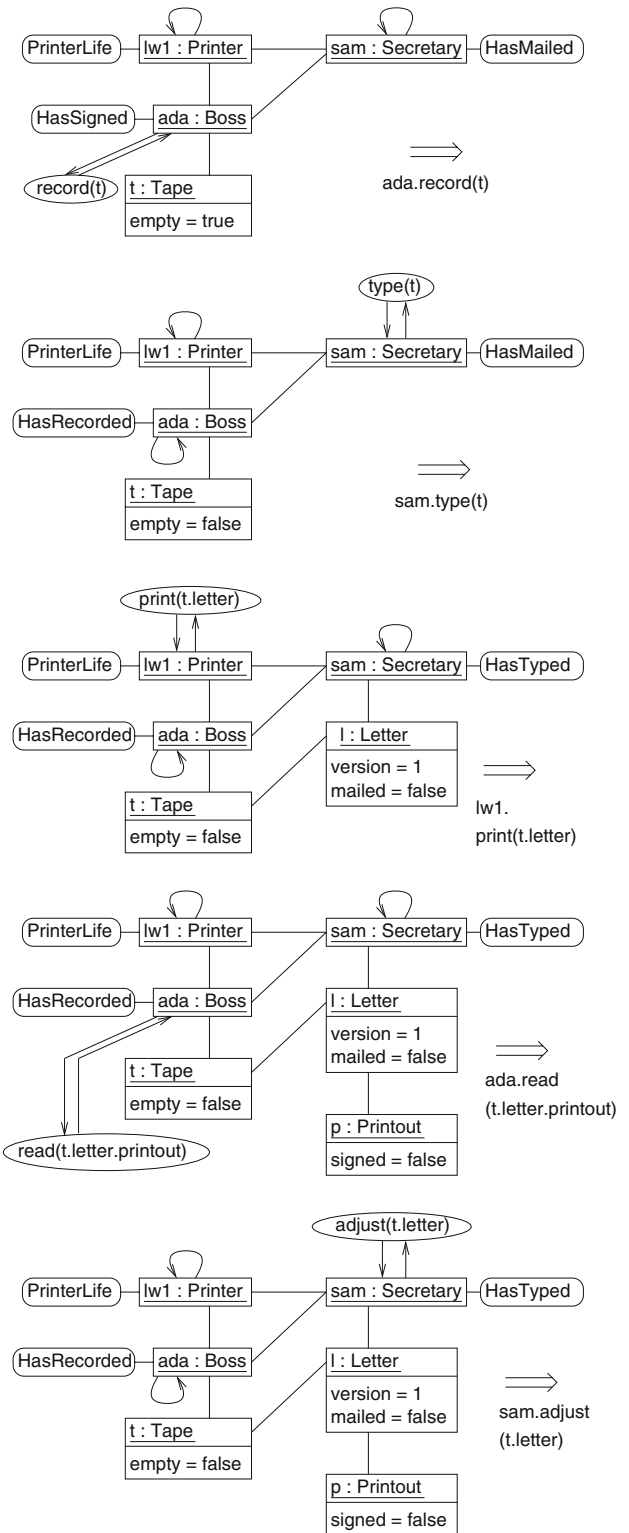 PrinterLife lw1 : Printer sam : Secretary HasMailed
HasSigned ada : Boss
record(t)
t : Tape
empty = true
ada.record(t)
type(t)
PrinterLife lw1 : Printer sam : Secretary HasMailed
HasRecorded ada : Boss
t : Tape
empty = false
sam.type(t)
print(t.letter)
PrinterLife lw1 : Printer sam : Secretary HasTyped
HasRecorded ada : Boss
l : Letter
version = 1
mailed = false
t : Tape
empty = false
lw1.
print(t.letter)
PrinterLife lw1 : Printer sam : Secretary HasTyped
HasRecorded ada : Boss
l : Letter
version = 1
mailed = false
t : Tape
empty = false
ada.read
(t.letter.printout)
read(t.letter.printout)
p : Printout
signed = false
adjust(t.letter)
PrinterLife lw1 : Printer sam : Secretary HasTyped
HasRecorded ada : Boss
l : Letter
version = 1
mailed = false
t : Tape
empty = false
sam.adjust
(t.letter)
p : Printout
signed = false